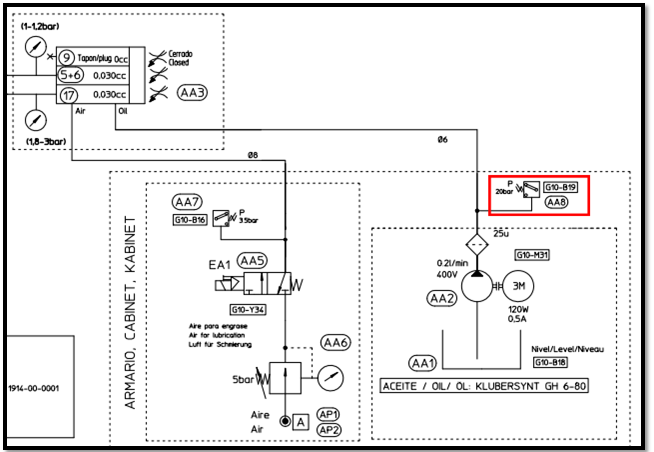 (1-1,2bar)
9 Tapon/plug 0cc
Cerrado
Closed
5+6 0,030cc
17 0,030cc
AA3
Air Oil
(1,8-3bar)
Ø6
Ø8
P
20bar
G10-B19
AA8
AA7
G10-B16
P
3.5bar
25u
G10-M31
0.2l/min
400V
3M
AA2
120W
0,5A
EA1
AA5
G10-Y34
Aire para engrase
Air for lubrication
Luft für Schmierung
AA6
5bar
Aire
Air
A
AP1
AP2
ARMARIO, CABINET, KABINET
AA1
Nivel/Level/Niveau
G10-B18
ACEITE / OIL/ ÖL: KLUBERSYNT GH 6-80
1914-00-0001